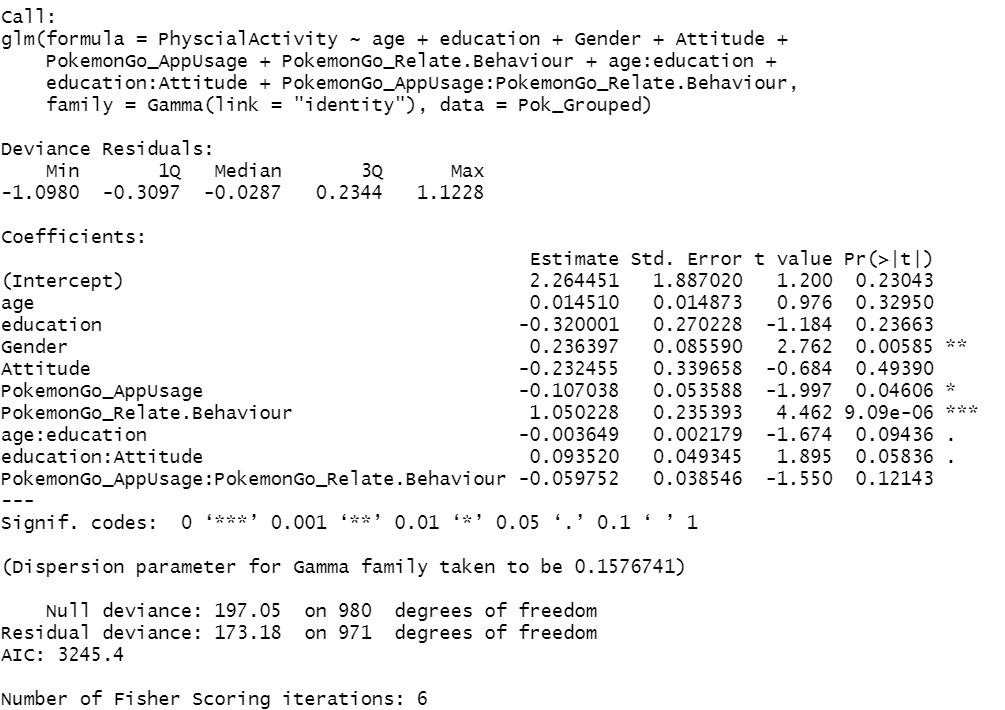 Call:
glm(formula = PhyscialActivity ~ age + education + Gender + Attitude +
    PokemonGo_AppUsage + PokemonGo_Relate.Behaviour + age:education +
    education:Attitude + PokemonGo_AppUsage:PokemonGo_Relate.Behaviour,
    family = Gamma(link = "identity"), data = Pok_Grouped)

Deviance Residuals:
    Min       1Q   Median       3Q      Max
-1.0980  -0.3097  -0.0287   0.2344   1.1228

Coefficients:
                                               Estimate Std. Error t value Pr(>|t|)
(Intercept)                                    2.264451   1.887020   1.200  0.23043
age                                            0.014510   0.014873   0.976  0.32950
education                                     -0.320001   0.270228  -1.184  0.23663
Gender                                         0.236397   0.085590   2.762  0.00585 **
Attitude                                      -0.232455   0.339658  -0.684  0.49390
PokemonGo_AppUsage                            -0.107038   0.053588  -1.997  0.04606 *
PokemonGo_Relate.Behaviour                     1.050228   0.235393   4.462 9.09e-06 ***
age:education                                 -0.003649   0.002179  -1.674  0.09436 .
education:Attitude                             0.093520   0.049345   1.895  0.05836 .
PokemonGo_AppUsage:PokemonGo_Relate.Behaviour -0.059752   0.038546  -1.550  0.12143
---
Signif. codes:  0 ‘***’ 0.001 ‘**’ 0.01 ‘*’ 0.05 ‘.’ 0.1 ‘ ’ 1

(Dispersion parameter for Gamma family taken to be 0.1576741)

    Null deviance: 197.05  on 980  degrees of freedom
Residual deviance: 173.18  on 971  degrees of freedom
AIC: 3245.4

Number of Fisher Scoring iterations: 6